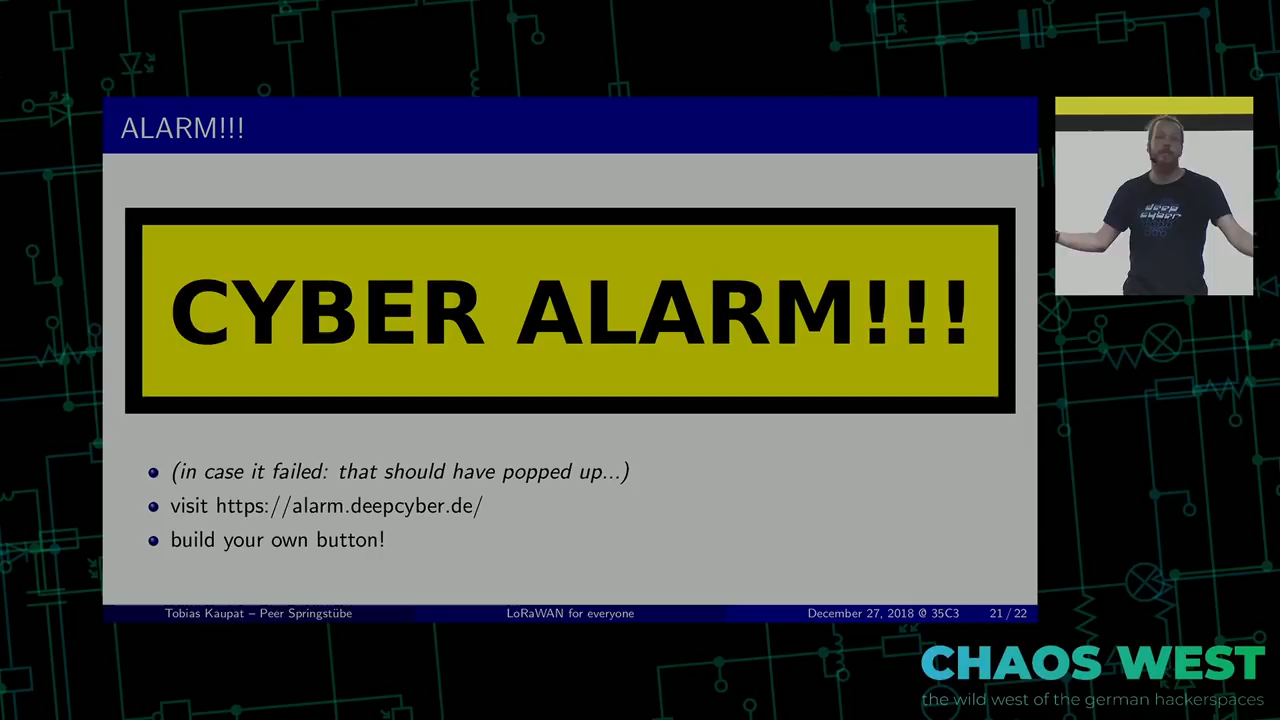 ALARM!!!
CYBER ALARM!!!
(in case it failed: that should have popped up...)
visit https://alarm.deepcyber.de/
build your own button!
Tobias Kaupat – Peer Springstübe
LoRaWAN for everyone
December 27, 2018 @ 35C3
21 / 22
deep
cyber
CHAOS WEST
the wild west of the german hackerspaces